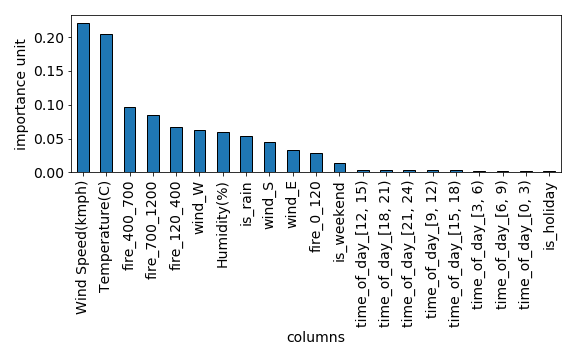 importance unit
0.20
0.15
0.10
0.05
0.00
Wind Speed(kmph)
Temperature(C)
fire_400_700
fire_700_1200
fire_120_400
wind_W
Humidity(%)
is_rain
wind_S
wind_E
fire_0_120
is_weekend
time_of_day_[12, 15)
time_of_day_[18, 21)
time_of_day_[21, 24)
time_of_day_[9, 12)
time_of_day_[15, 18)
time_of_day_[3, 6)
time_of_day_[6, 9)
time_of_day_[0, 3)
is_holiday
columns